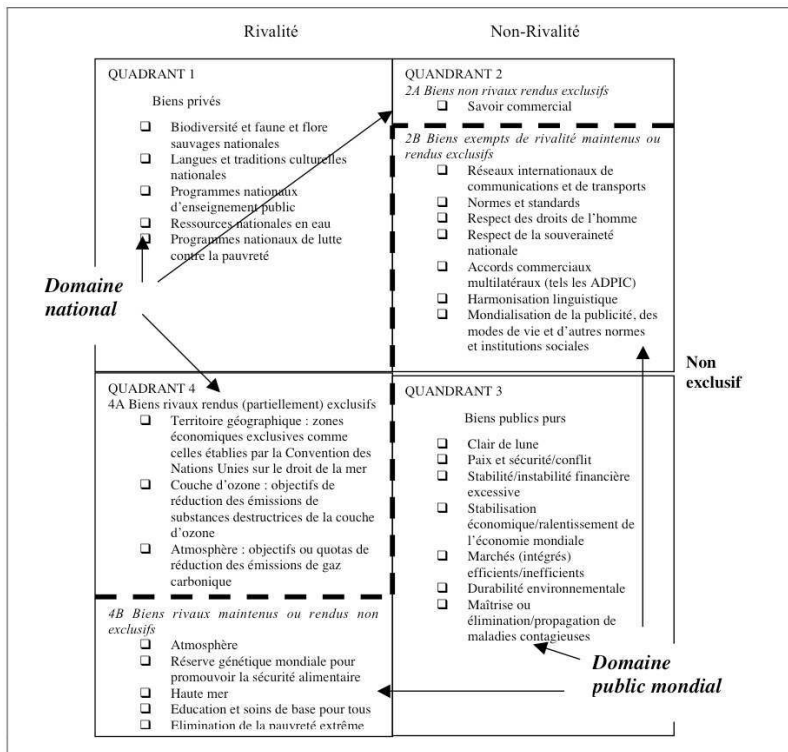 Rivalité
Non-Rivalité
QUADRANT 1
Biens privés
❑ Biodiversité et faune et flore
sauvages nationales
❑ Langues et traditions culturelles
nationales
❑ Programmes nationaux
d'enseignement public
❑ Ressources nationales en eau
❑ Programmes nationaux de lutte
contre la pauvreté
QUANDRANT 2
2A Biens non rivaux rendus exclusifs
❑ Savoir commercial
2B Biens exempts de rivalité maintenus ou
rendus exclusifs
❑ Réseaux internationaux de
communications et de transports
❑ Normes et standards
❑ Respect des droits de l'homme
❑ Respect de la souveraineté
nationale
❑ Accords commerciaux
multilatéraux (tels les ADPIC)
❑ Harmonisation linguistique
❑ Mondialisation de la publicité, des
modes de vie et d'autres normes
et institutions sociales
Domaine
national
Non
exclusif
QUADRANT 4
4A Biens rivaux rendus (partiellement) exclusifs
❑ Territoire géographique : zones
économiques exclusives comme
celles établies par la Convention des
Nations Unies sur le droit de la mer
❑ Couche d'ozone : objectifs de
réduction des émissions de
substances destructrices de la couche
d'ozone
❑ Atmosphère : objectifs ou quotas de
réduction des émissions de gaz
carbonique
4B Biens rivaux maintenus ou rendus non
exclusifs
❑ Atmosphère
❑ Réserve génétique mondiale pour
promouvoir la sécurité alimentaire
❑ Haute mer
❑ Education et soins de base pour tous
❑ Elimination de la pauvreté extrême
QUANDRANT 3
Biens publics purs
❑ Clair de lune
❑ Paix et sécurité/conflit
❑ Stabilité/instabilité financière
excessive
❑ Stabilisation
économique/ralentissement de
l'économie mondiale
❑ Marchés (intégrés)
efficients/inefficients
❑ Durabilité environnementale
❑ Maîtrise ou
élimination/propagation de
maladies contagieuses
Domaine
public mondial